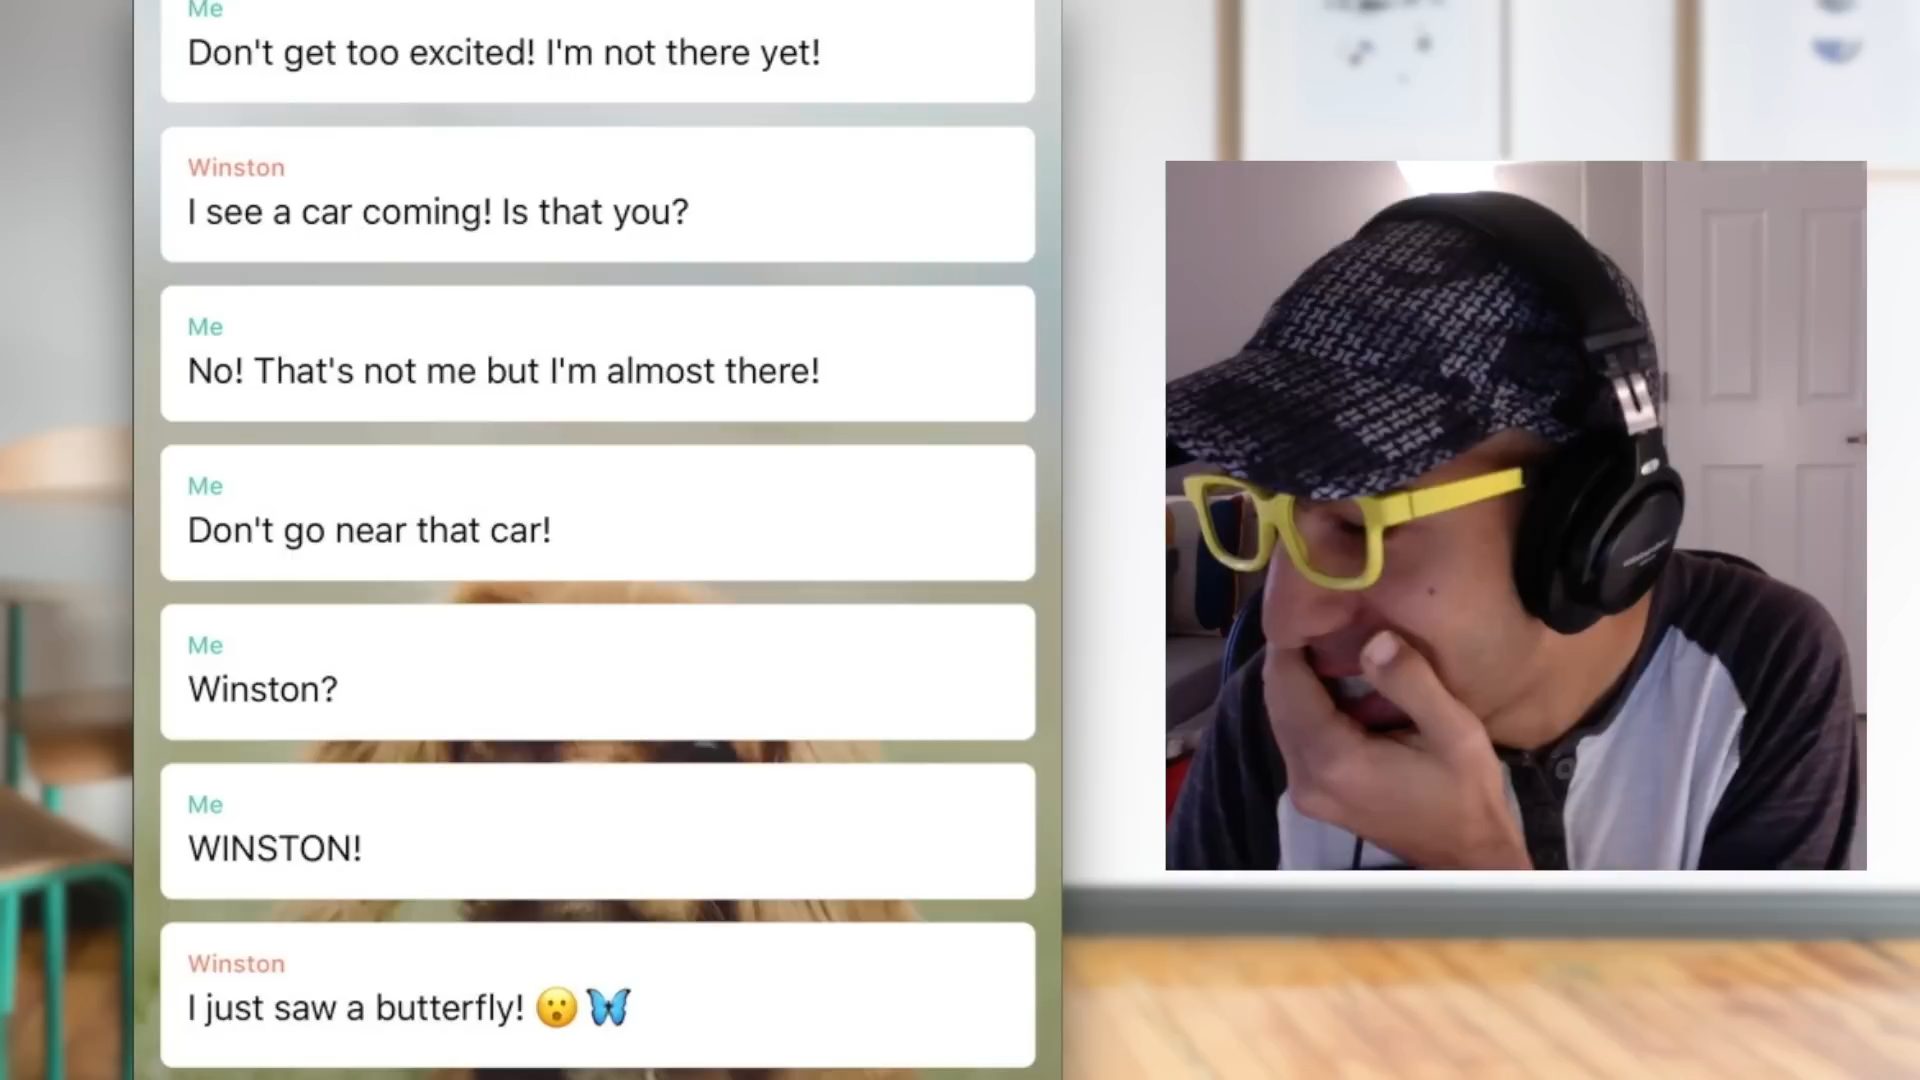 Me
Don't get too excited! I'm not there yet!
Winston
I see a car coming! Is that you?
Me
No! That's not me but I'm almost there!
Me
Don't go near that car!
Me
Winston?
Me
WINSTON!
Winston
I just saw a butterfly! 😮 🦋